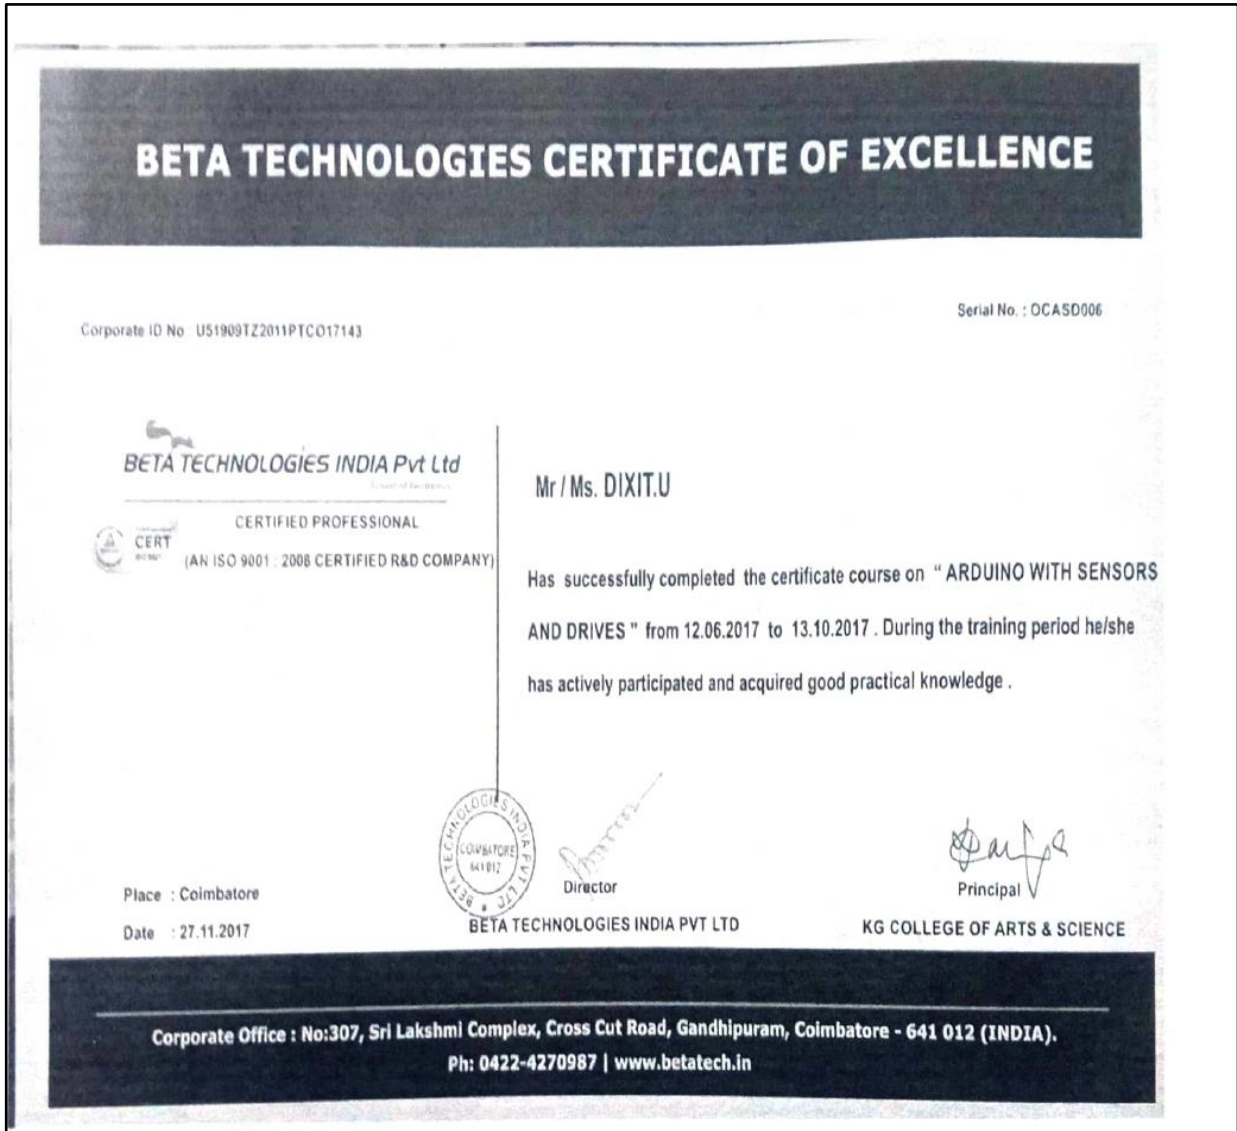 BETA TECHNOLOGIES CERTIFICATE OF EXCELLENCE
Serial No. : OCASD006
Corporate ID No : U51909TZ2011PTCO17143
BETA TECHNOLOGIES INDIA Pvt Ltd
CERTIFIED PROFESSIONAL
CERT
(AN ISO 9001 : 2008 CERTIFIED R&D COMPANY)
Mr / Ms. DIXIT.U
Has successfully completed the certificate course on " ARDUINO WITH SENSORS
AND DRIVES " from 12.06.2017 to 13.10.2017 . During the training period he/she
has actively participated and acquired good practical knowledge .
BETA TECHNOLOGIES INDIA PVT LTD
COIMBATORE
641 012
Place : Coimbatore
Date : 27.11.2017
Director
BETA TECHNOLOGIES INDIA PVT LTD
Principal
KG COLLEGE OF ARTS & SCIENCE
Corporate Office : No:307, Sri Lakshmi Complex, Cross Cut Road, Gandhipuram, Coimbatore - 641 012 (INDIA).
Ph: 0422-4270987 | www.betatech.in